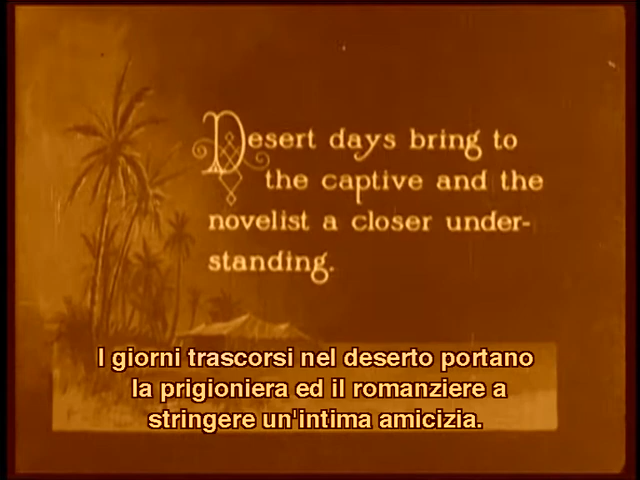 Desert days bring to
the captive and the
novelist a closer under-
standing.
I giorni trascorsi nel deserto portano
la prigioniera ed il romanziere a
stringere un'intima amicizia.